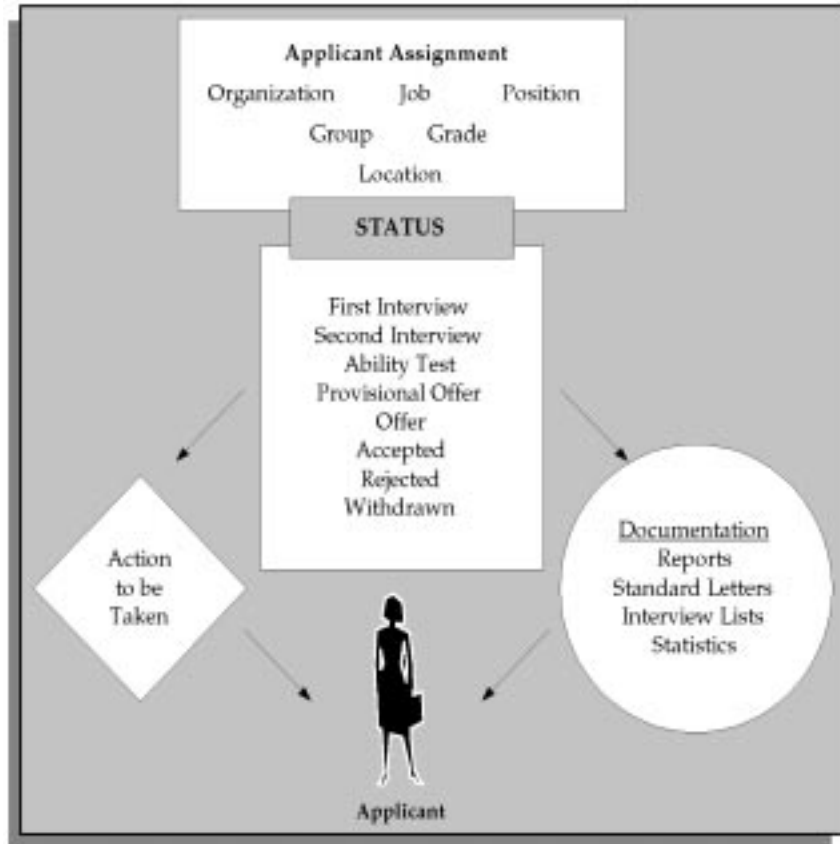 Applicant Assignment
Organization Job Position
Group Grade
Location
STATUS
First Interview
Second Interview
Ability Test
Provisional Offer
Offer
Accepted
Rejected
Withdrawn
Action
to be
Taken
Documentation
Reports
Standard Letters
Interview Lists
Statistics
Applicant